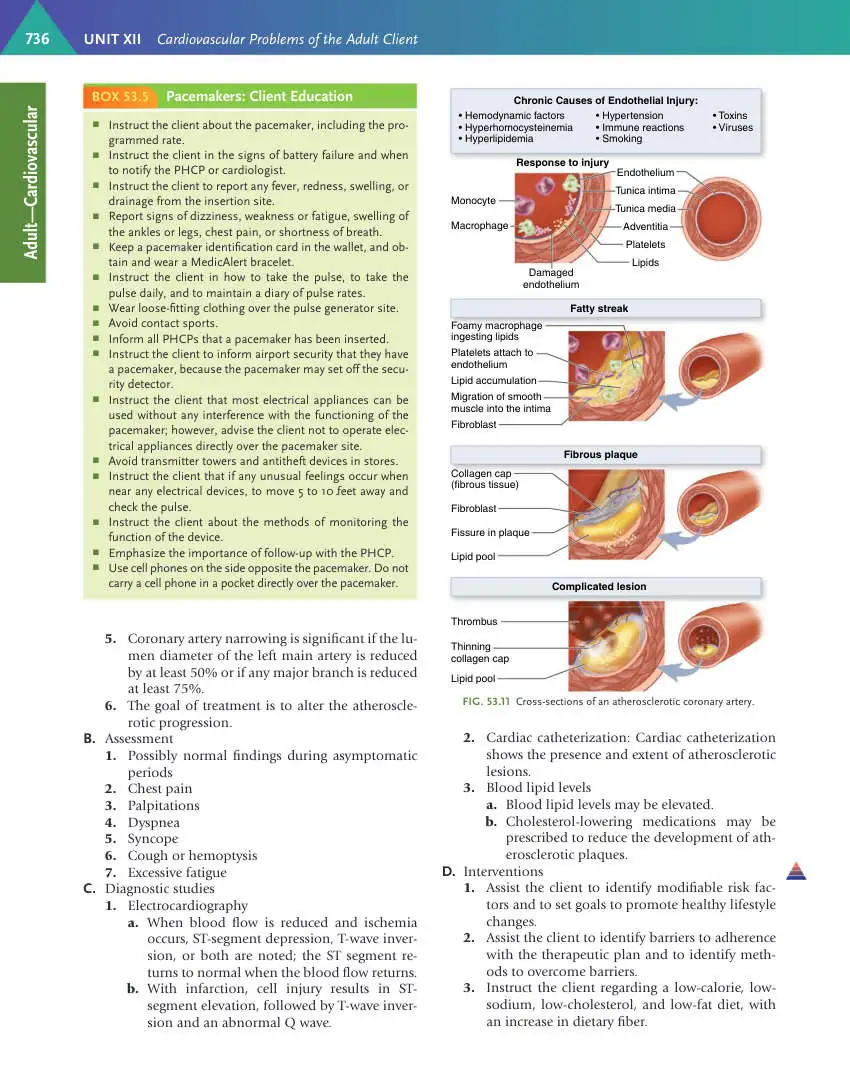 736
UNIT XII Cardiovascular Problems of the Adult Client
Adult—Cardiovascular
BOX 53.5 Pacemakers: Client Education
■ Instruct the client about the pacemaker, including the pro-
grammed rate.
■ Instruct the client in the signs of battery failure and when
to notify the PHCP or cardiologist.
■ Instruct the client to report any fever, redness, swelling, or
drainage from the insertion site.
■ Report signs of dizziness, weakness or fatigue, swelling of
the ankles or legs, chest pain, or shortness of breath.
■ Keep a pacemaker identification card in the wallet, and ob-
tain and wear a MedicAlert bracelet.
■ Instruct the client in how to take the pulse, to take the
pulse daily, and to maintain a diary of pulse rates.
■ Wear loose-fitting clothing over the pulse generator site.
■ Avoid contact sports.
■ Inform all PHCPs that a pacemaker has been inserted.
■ Instruct the client to inform airport security that they have
a pacemaker, because the pacemaker may set off the secu-
rity detector.
■ Instruct the client that most electrical appliances can be
used without any interference with the functioning of the
pacemaker; however, advise the client not to operate elec-
trical appliances directly over the pacemaker site.
■ Avoid transmitter towers and antitheft devices in stores.
■ Instruct the client that if any unusual feelings occur when
near any electrical devices, to move 5 to 10 feet away and
check the pulse.
■ Instruct the client about the methods of monitoring the
function of the device.
■ Emphasize the importance of follow-up with the PHCP.
■ Use cell phones on the side opposite the pacemaker. Do not
carry a cell phone in a pocket directly over the pacemaker.
5. Coronary artery narrowing is significant if the lu-
men diameter of the left main artery is reduced
by at least 50% or if any major branch is reduced
at least 75%.
6. The goal of treatment is to alter the atheroscle-
rotic progression.
B. Assessment
1. Possibly normal findings during asymptomatic
periods
2. Chest pain
3. Palpitations
4. Dyspnea
5. Syncope
6. Cough or hemoptysis
7. Excessive fatigue
C. Diagnostic studies
1. Electrocardiography
a. When blood flow is reduced and ischemia
occurs, ST-segment depression, T-wave inver-
sion, or both are noted; the ST segment re-
turns to normal when the blood flow returns.
b. With infarction, cell injury results in ST-
segment elevation, followed by T-wave inver-
sion and an abnormal Q wave.
Chronic Causes of Endothelial Injury:
• Hemodynamic factors • Hypertension • Toxins
• Hyperhomocysteinemia • Immune reactions • Viruses
• Hyperlipidemia • Smoking
Response to injury
Endothelium
Tunica intima
Monocyte
Tunica media
Macrophage
Adventitia
Platelets
Lipids
Damaged
endothelium
Fatty streak
Foamy macrophage
ingesting lipids
Platelets attach to
endothelium
Lipid accumulation
Migration of smooth
muscle into the intima
Fibroblast
Fibrous plaque
Collagen cap
(fibrous tissue)
Fibroblast
Fissure in plaque
Lipid pool
Complicated lesion
Thrombus
Thinning
collagen cap
Lipid pool
FIG. 53.11 Cross-sections of an atherosclerotic coronary artery.
2. Cardiac catheterization: Cardiac catheterization
shows the presence and extent of atherosclerotic
lesions.
3. Blood lipid levels
a. Blood lipid levels may be elevated.
b. Cholesterol-lowering medications may be
prescribed to reduce the development of ath-
erosclerotic plaques.
D. Interventions
1. Assist the client to identify modifiable risk fac-
tors and to set goals to promote healthy lifestyle
changes.
2. Assist the client to identify barriers to adherence
with the therapeutic plan and to identify meth-
ods to overcome barriers.
3. Instruct the client regarding a low-calorie, low-
sodium, low-cholesterol, and low-fat diet, with
an increase in dietary fiber.